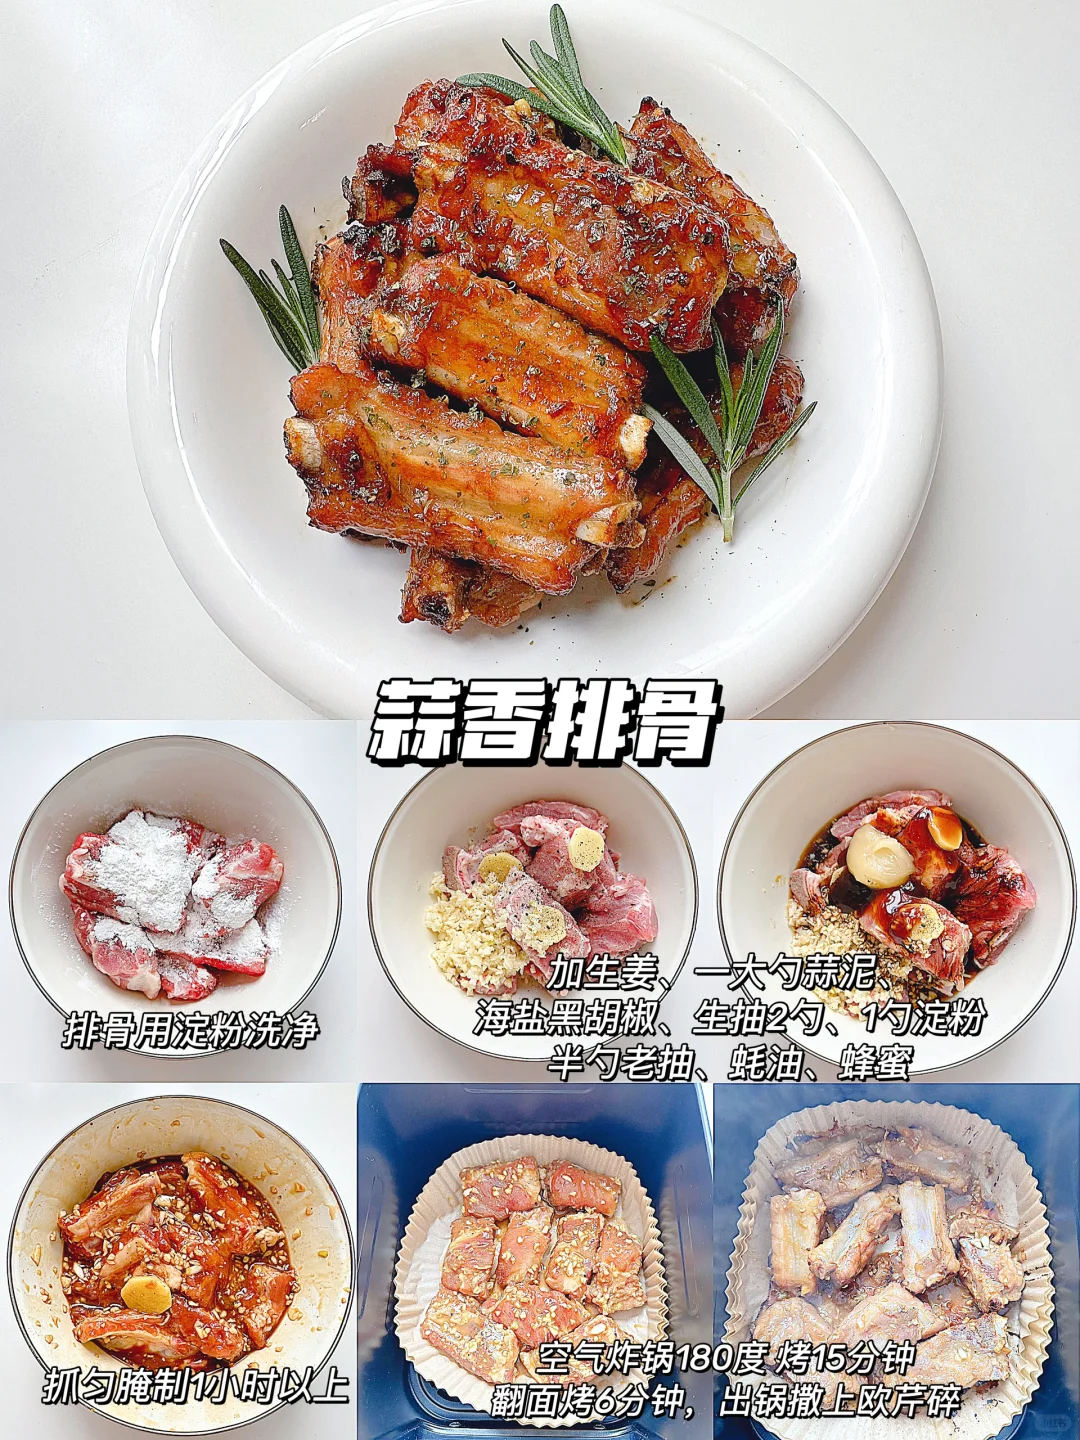 蒜香排骨
排骨用淀粉洗净
加生姜、一大勺蒜泥、
海盐黑胡椒、生抽2勺、1勺淀粉
半勺老抽、蚝油、蜂蜜
抓匀腌制1小时以上
空气炸锅180度 烤15分钟
翻面烤6分钟，出锅撒上欧芹碎